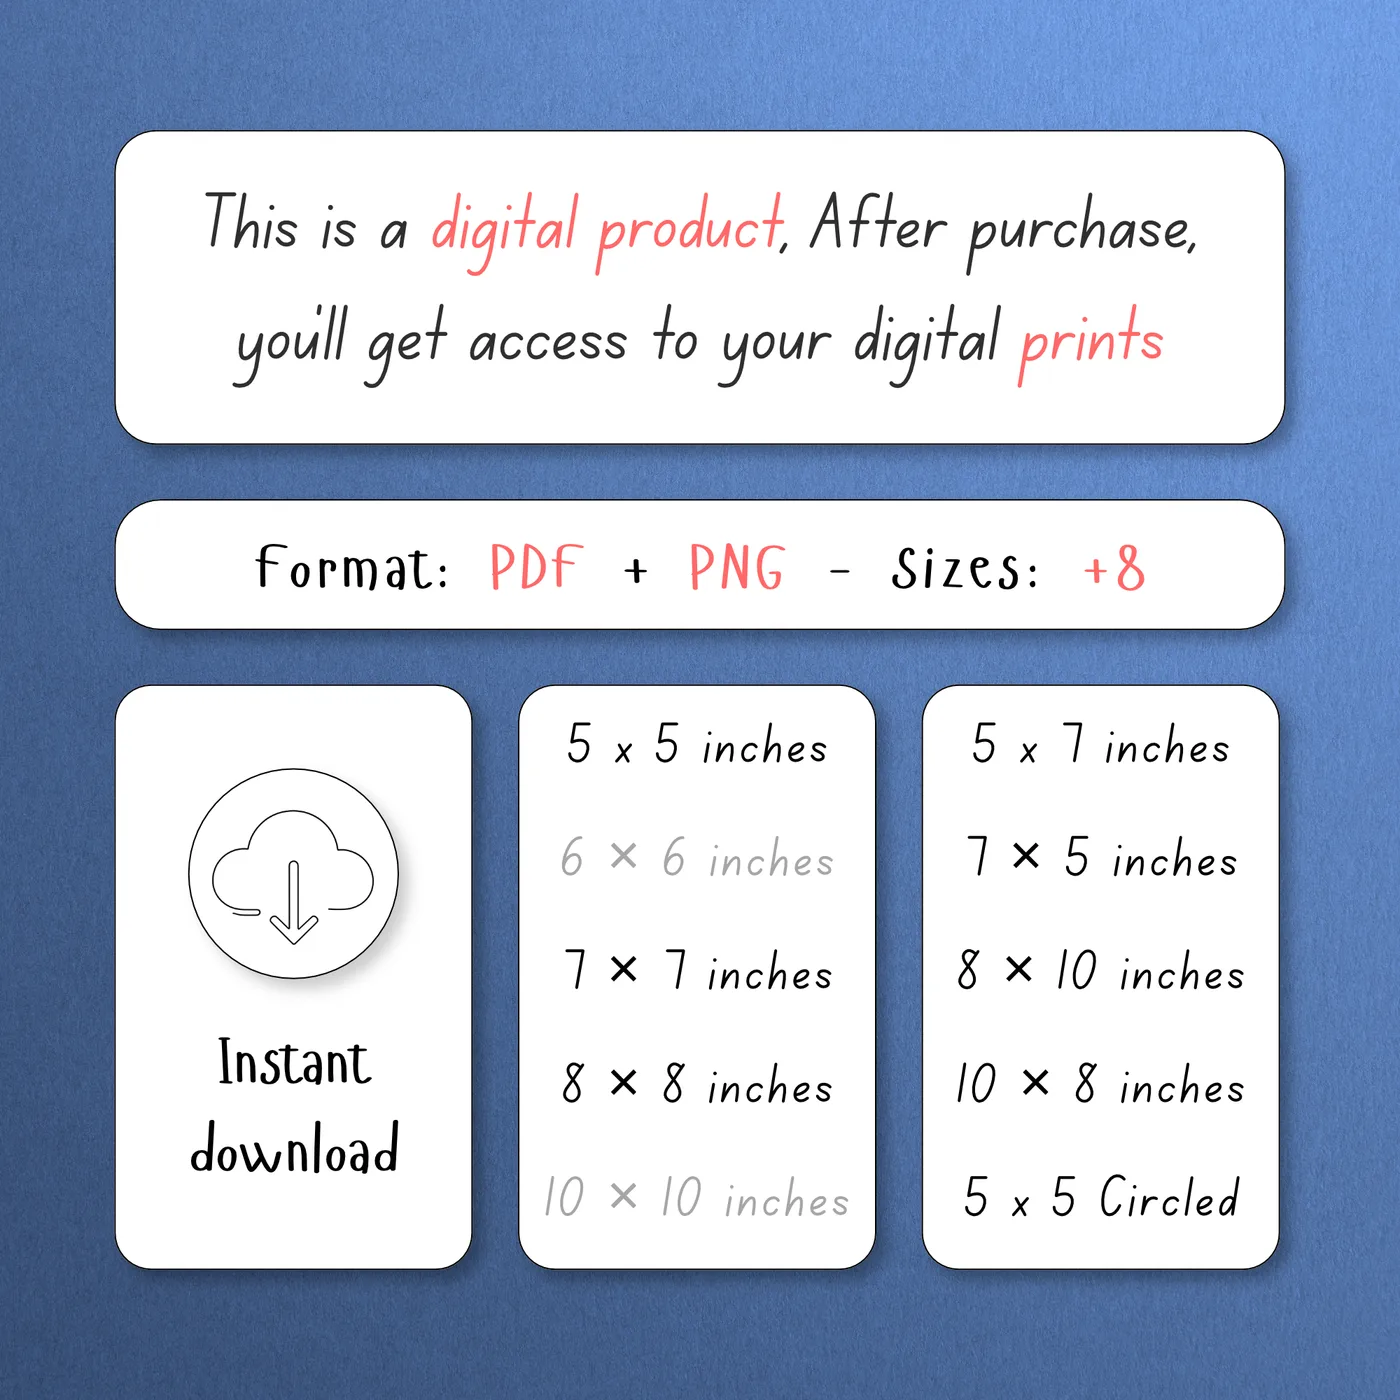 This is a digital product, After purchase,
you'll get access to your digital prints
Format: PDF + PNG - Sizes: +8
Instant
download
5 x 5 inches
6 × 6 inches
7 × 7 inches
8 × 8 inches
10 × 10 inches
5 x 7 inches
7 × 5 inches
8 × 10 inches
10 × 8 inches
5 x 5 Circled